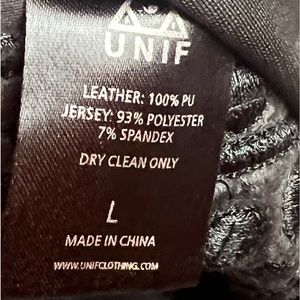 UNIF
LEATHER: 100% PU
JERSEY: 93% POLYESTER
7% SPANDEX
DRY CLEAN ONLY
L
MADE IN CHINA
WWW.UNIFCLOTHING.COM